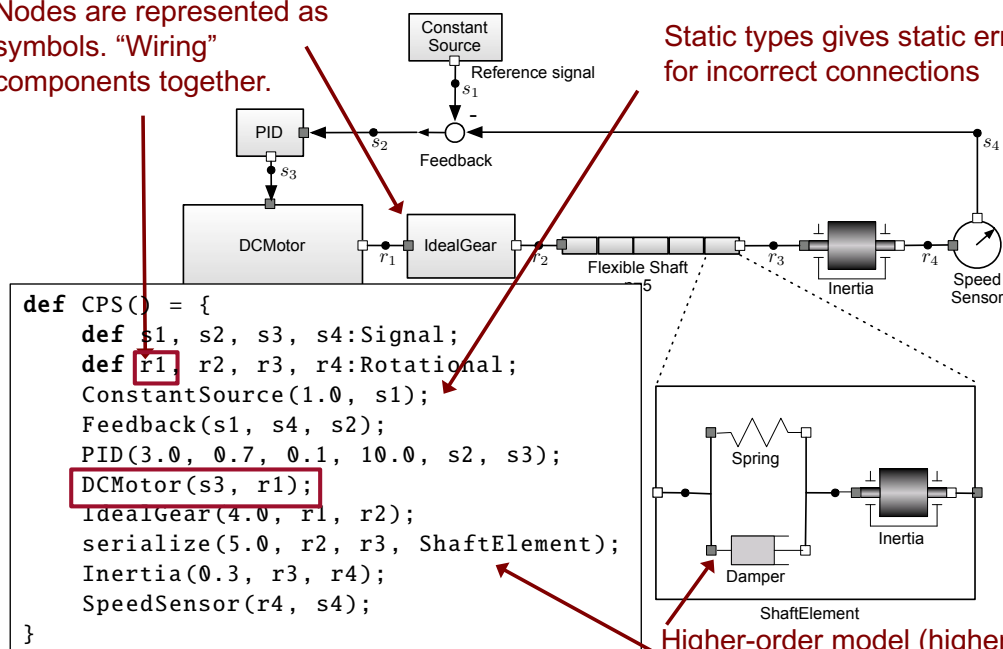 Nodes are represented as
symbols. “Wiring”
components together.
Constant
Source
Reference signal
s1
Static types gives static
for incorrect connections
-
PID
s2
Feedback
s4
s3
DCMotor
r1
IdealGear
r2
Flexible Shaft
r3
Inertia
r4
Speed
Sensor
def CPS() = {
def s1, s2, s3, s4:Signal;
def r1, r2, r3, r4:Rotational;
ConstantSource(1.0, s1);
Feedback(s1, s4, s2);
PID(3.0, 0.7, 0.1, 10.0, s2, s3);
DCMotor(s3, r1);
IdealGear(4.0, r1, r2);
serialize(5.0, r2, r3, ShaftElement);
Inertia(0.3, r3, r4);
SpeedSensor(r4, s4);
}
Spring
Damper
Inertia
ShaftElement
Higher-order model (higher